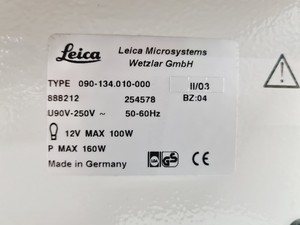 Leica
Leica Microsystems
Wetzlar GmbH
TYPE 090-134.010-000 II/03
888212 254578 BZ:04
U90V-250V ~ 50-60Hz
12V MAX 100W
P MAX 160W
Made in Germany GS